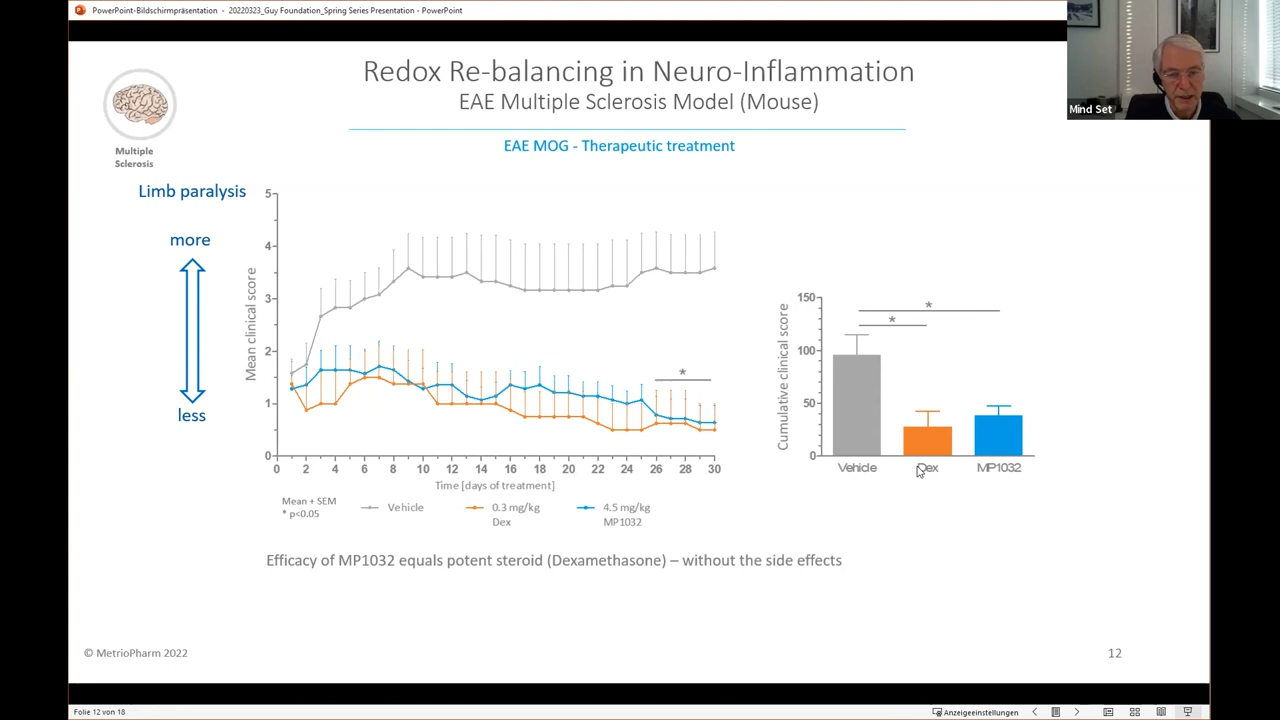 PowerPoint-Bildschirmpräsentation - 20220323_Guy Foundation_Spring Series Presentation - PowerPoint
Mind Set
Redox Re-balancing in Neuro-Inflammation
EAE Multiple Sclerosis Model (Mouse)
EAE MOG - Therapeutic treatment
Multiple
Sclerosis
Limb paralysis
more
less
Mean clinical score
5
4
3
2
1
0
*
0 2 4 6 8 10 12 14 16 18 20 22 24 26 28 30
Time [days of treatment]
Mean + SEM
* p<0.05
Vehicle
0.3 mg/kg
Dex
4.5 mg/kg
MP1032
Cumulative clinical score
150
100
50
0
*
*
Vehicle Dex MP1032
Efficacy of MP1032 equals potent steroid (Dexamethasone) – without the side effects
© MetrioPharm 2022
12
Folie 12 von 18
Anzeigeeinstellungen